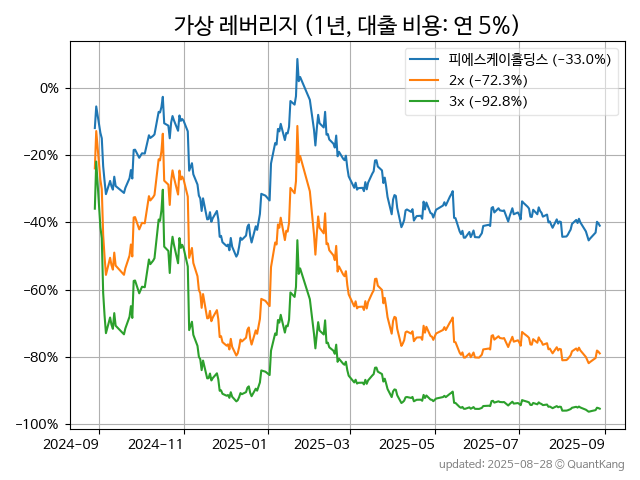 가상 레버리지 (1년, 대출 비용: 연 5%)
피에스케이홀딩스 (−33.0%)
2x (−72.3%)
3x (−92.8%)
0%
−20%
−40%
−60%
−80%
−100%
2024-09 2024-11 2025-01 2025-03 2025-05 2025-07 2025-09
updated: 2025-08-28 © QuantKang